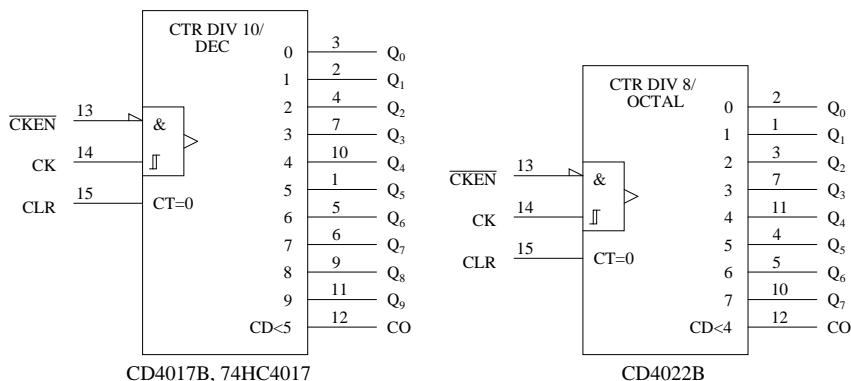 CTR DIV 10/
DEC
0 3 Q0
1 2 Q1
2 4 Q2
3 7 Q3
4 10 Q4
5 1 Q5
6 5 Q6
7 6 Q7
8 9 Q8
9 11 Q9
CD<5 12 CO
CKEN 13 &
CK 14
CLR 15 CT=0
CD4017B, 74HC4017
CTR DIV 8/
OCTAL
0 2 Q0
1 1 Q1
2 3 Q2
3 7 Q3
4 11 Q4
5 4 Q5
6 5 Q6
7 10 Q7
CD<4 12 CO
CKEN 13 &
CK 14
CLR 15 CT=0
CD4022B